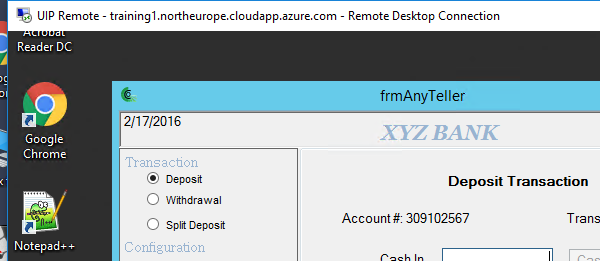 UIP Remote - training1.northeurope.cloudapp.azure.com - Remote Desktop Connection
Acrobat
Reader DC
Google
Chrome
Notepad++
frmAnyTeller
2/17/2016
XYZ BANK
Transaction
Deposit
Withdrawal
Split Deposit
Configuration
Deposit Transaction
Account #: 309102567
Trans
Cash In
Cas